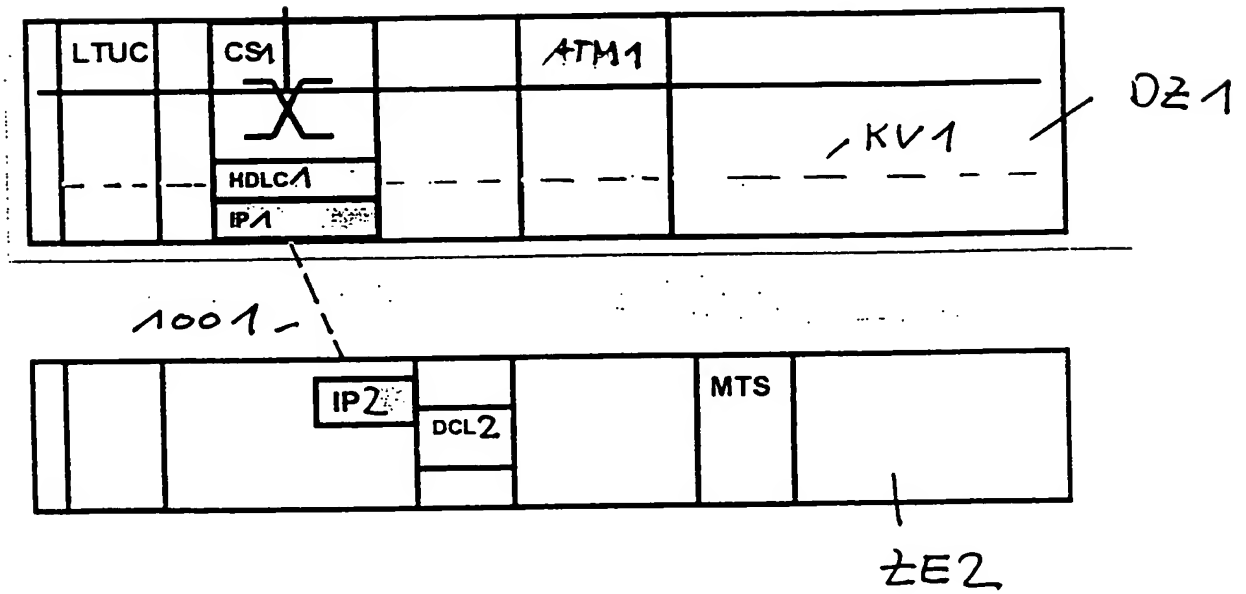 LTUC
CS1
ATM1
DZ1
KV1
HDLC1
IP1
1001
IP2
DCL2
MTS
ZE2